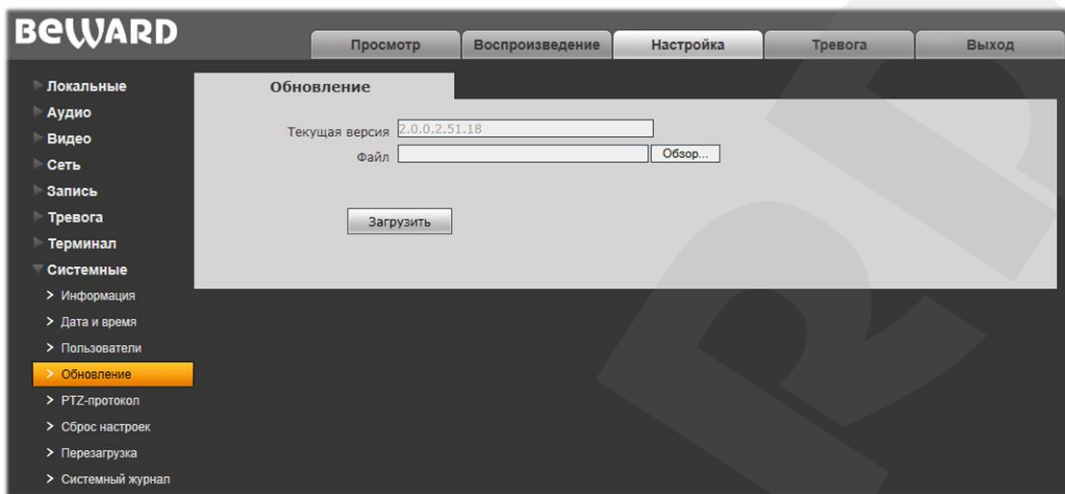 BEWARD
Просмотр Воспроизведение Настройка Тревога Выход
Локальные
Аудио
Видео
Сеть
Запись
Тревога
Терминал
Системные
Информация
Дата и время
Пользователи
Обновление
PTZ-протокол
Сброс настроек
Перезагрузка
Системный журнал
Обновление
Текущая версия 2.0.0.2.51.18
Файл Обзор...
Загрузить